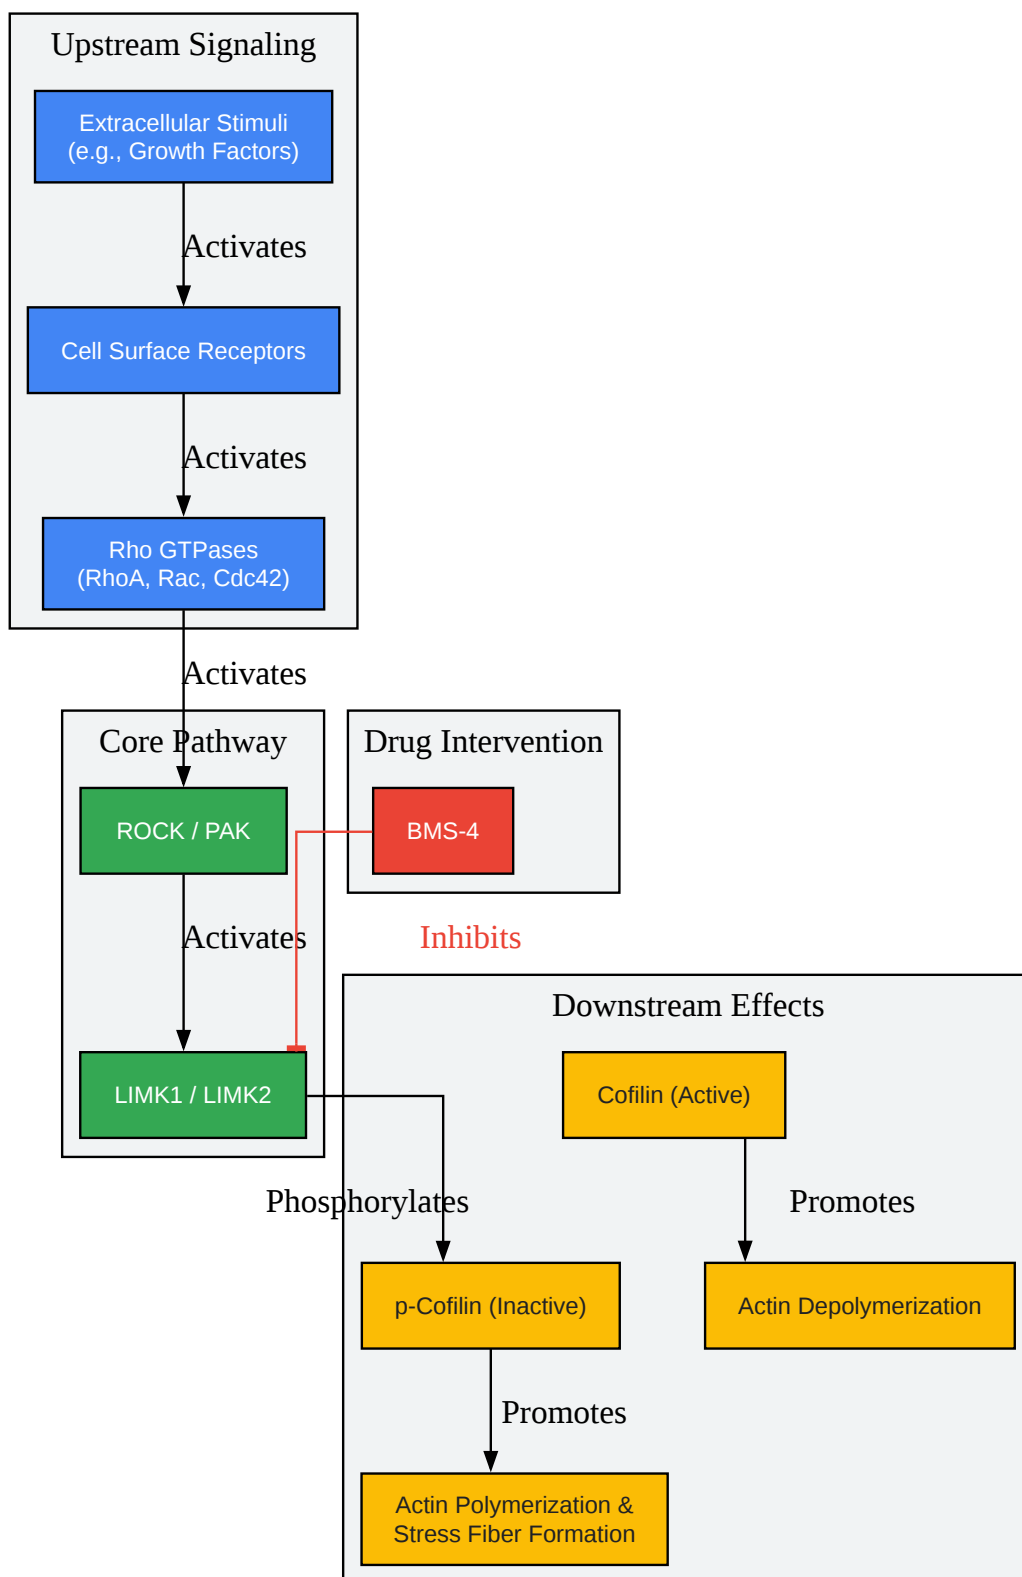 Upstream Signaling
Extracellular Stimuli
(e.g., Growth Factors)
Activates
Cell Surface Receptors
Activates
Rho GTPases
(RhoA, Rac, Cdc42)
Activates
Core Pathway
Drug Intervention
ROCK / PAK
BMS-4
Activates
Inhibits
Downstream Effects
LIMK1 / LIMK2
Cofilin (Active)
Phosphorylates
Promotes
p-Cofilin (Inactive)
Actin Depolymerization
Promotes
Actin Polymerization &
Stress Fiber Formation